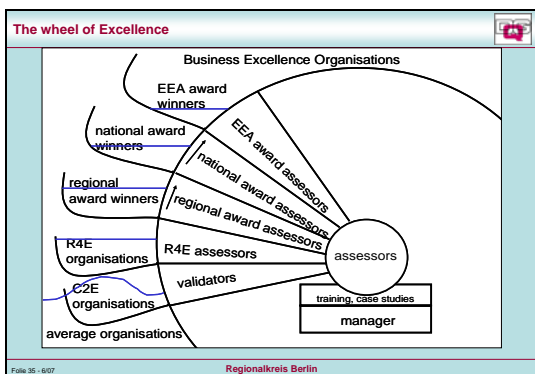 The wheel of Excellence
Business Excellence Organisations
EEA award
winners
national award
winners
regional
award winners
R4E
organisations
C2E
organisations
average organisations
EEA award assessors
national award assessors
regional award assessors
R4E assessors
validators
assessors
training, case studies
manager
Folie 35 - 6/07
Regionalkreis Berlin